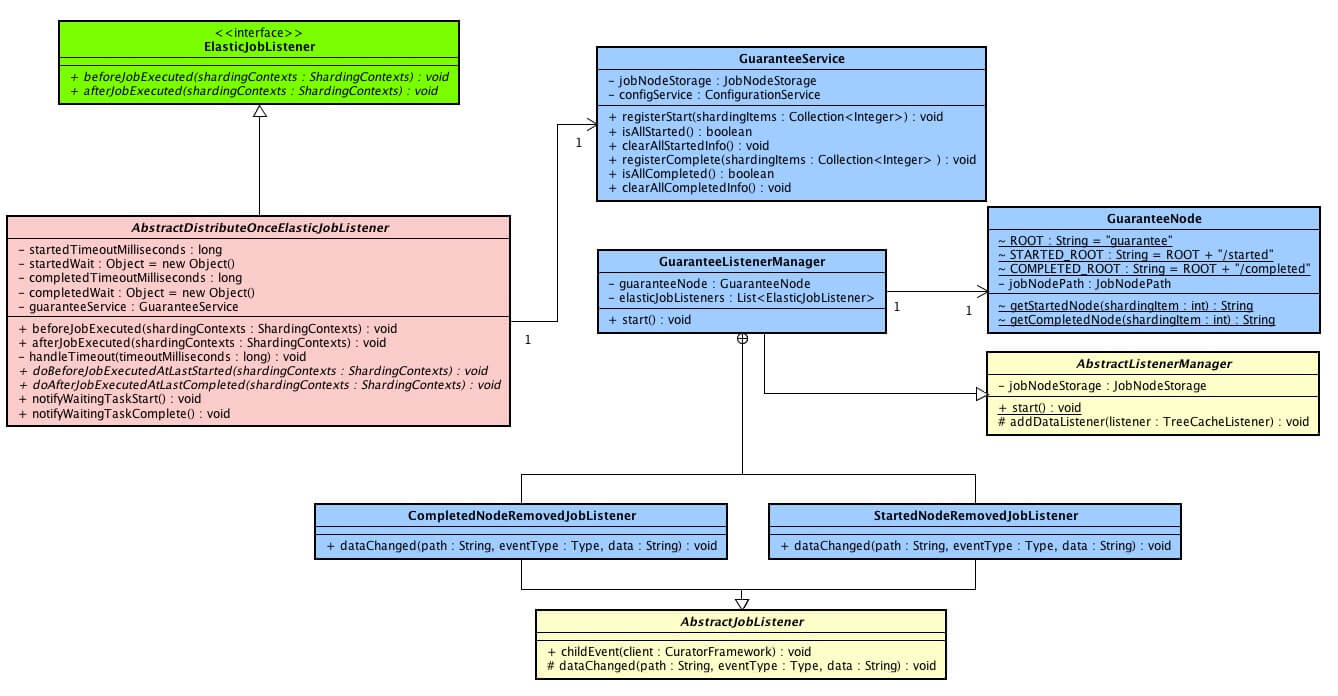 <<interface>>
ElasticJobListener
+ beforeJobExecuted(shardingContexts : ShardingContexts) : void
+ afterJobExecuted(shardingContexts : ShardingContexts) : void
GuaranteeService
- jobNodeStorage : JobNodeStorage
- configService : ConfigurationService
+ registerStart(shardingItems : Collection<Integer>) : void
+ isAllStarted() : boolean
+ clearAllStartedInfo() : void
+ registerComplete(shardingItems : Collection<Integer> ) : void
+ isAllCompleted() : boolean
+ clearAllCompletedInfo() : void
1
1
AbstractDistributeOnceElasticJobListener
- startedTimeoutMilliseconds : long
- startedWait : Object = new Object()
- completedTimeoutMilliseconds : long
- completedWait : Object = new Object()
- guaranteeService : GuaranteeService
+ beforeJobExecuted(shardingContexts : ShardingContexts) : void
+ afterJobExecuted(shardingContexts : ShardingContexts) : void
- handleTimeout(timeoutMilliseconds : long) : void
+ doBeforeJobExecutedAtLastStarted(shardingContexts : ShardingContexts) : void
+ doAfterJobExecutedAtLastCompleted(shardingContexts : ShardingContexts) : void
+ notifyWaitingTaskStart() : void
+ notifyWaitingTaskComplete() : void
GuaranteeListenerManager
- guaranteeNode : GuaranteeNode
- elasticJobListeners : List<ElasticJobListener>
+ start() : void
1
1
GuaranteeNode
~ ROOT : String = "guarantee"
~ STARTED_ROOT : String = ROOT + "/started"
~ COMPLETED_ROOT : String = ROOT + "/completed"
- jobNodePath : JobNodePath
~ getStartedNode(shardingItem : int) : String
~ getCompletedNode(shardingItem : int) : String
AbstractListenerManager
- jobNodeStorage : JobNodeStorage
+ start() : void
# addDataListener(listener : TreeCacheListener) : void
CompletedNodeRemovedJobListener
+ dataChanged(path : String, eventType : Type, data : String) : void
StartedNodeRemovedJobListener
+ dataChanged(path : String, eventType : Type, data : String) : void
AbstractJobListener
+ childEvent(client : CuratorFramework) : void
# dataChanged(path : String, eventType : Type, data : String) : void